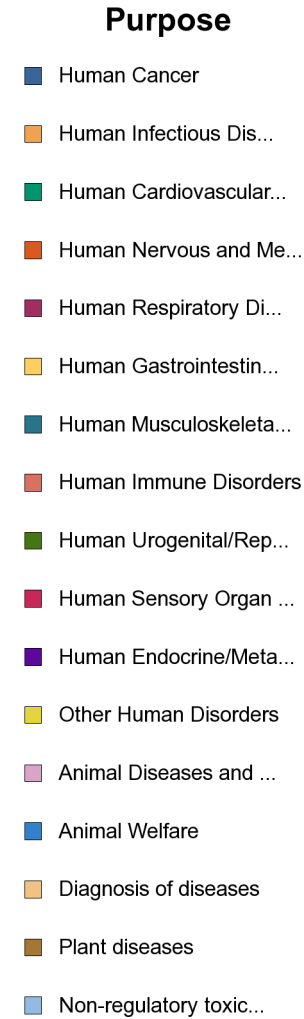 Purpose
Human Cancer
Human Infectious Dis...
Human Cardiovascular...
Human Nervous and Me...
Human Respiratory Di...
Human Gastrointestin...
Human Musculoskeleta...
Human Immune Disorders
Human Urogenital/Rep...
Human Sensory Organ ...
Human Endocrine/Meta...
Other Human Disorders
Animal Diseases and ...
Animal Welfare
Diagnosis of diseases
Plant diseases
Non-regulatory toxic...